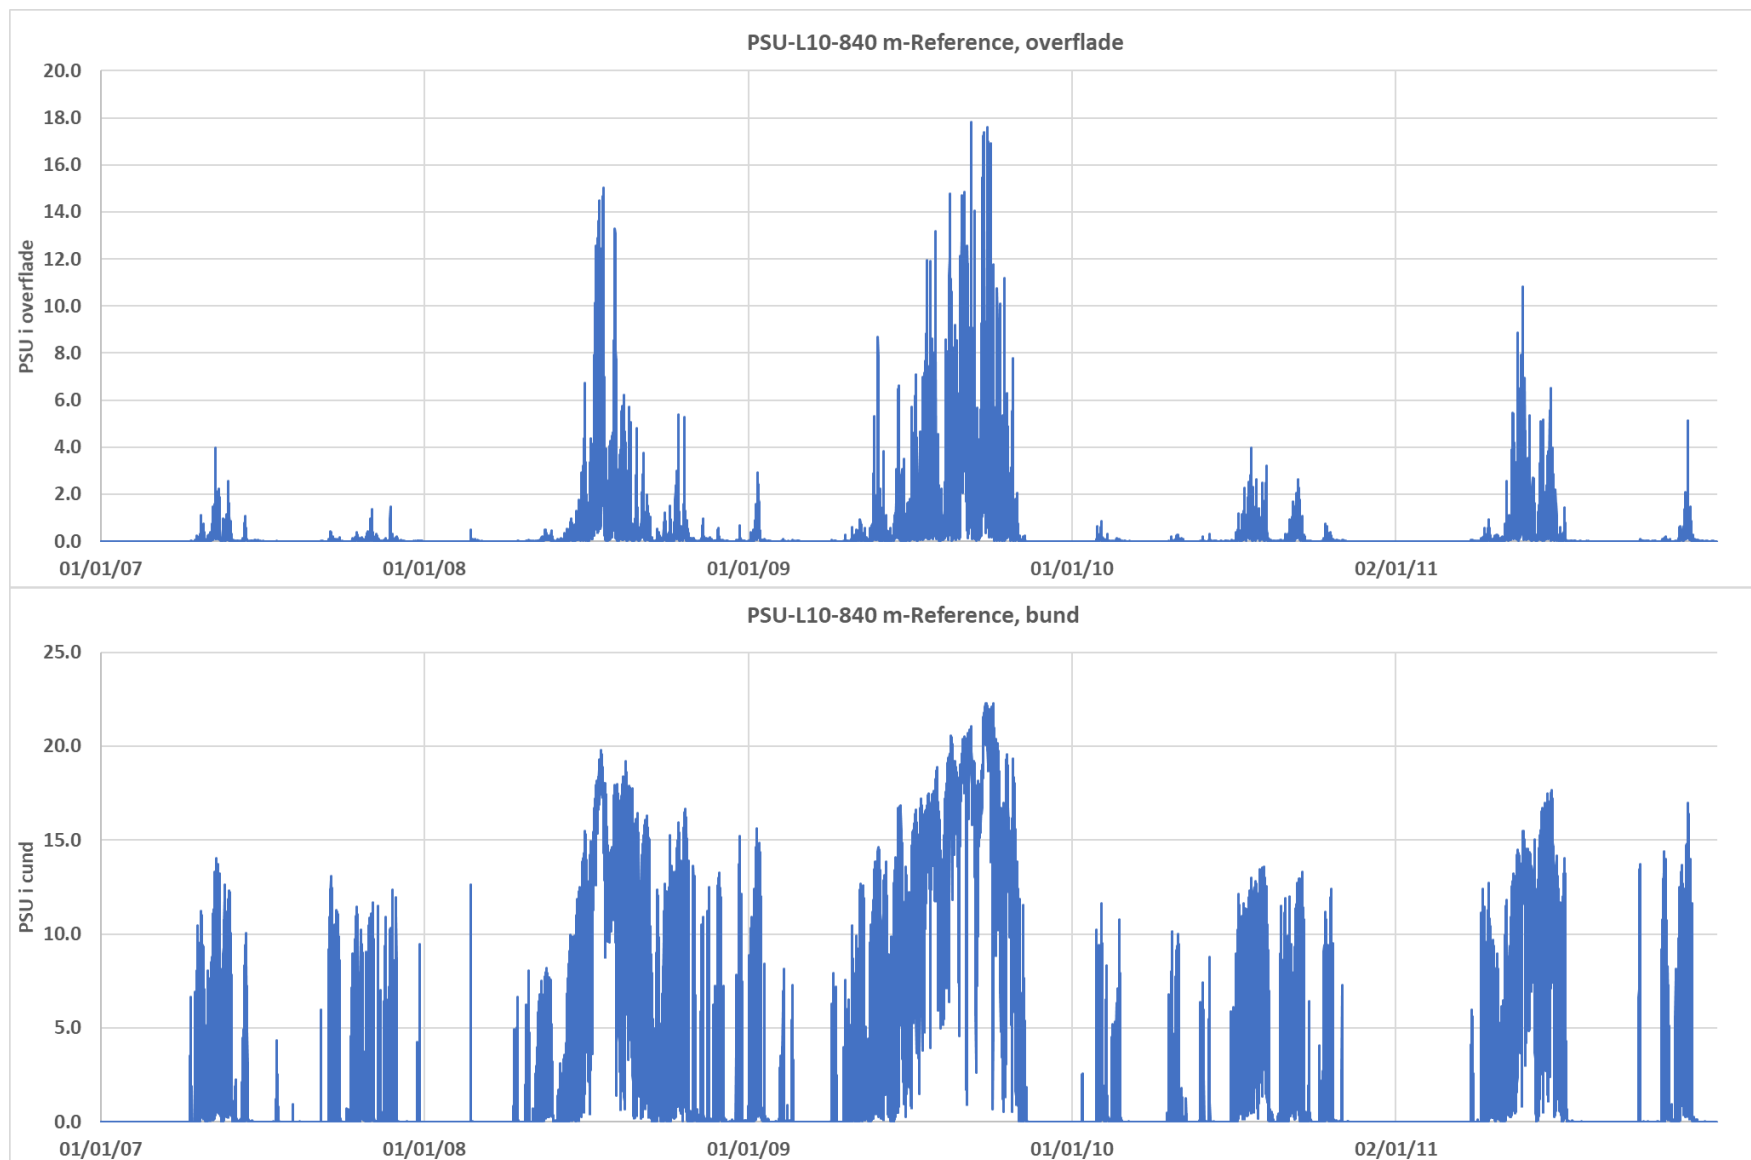 PSU-L10-840 m-Reference, overflade
20.0
18.0
16.0
14.0
12.0
10.0
8.0
6.0
4.0
2.0
0.0
PSU i overflade
01/01/07 01/01/08 01/01/09 01/01/10 02/01/11
PSU-L10-840 m-Reference, bund
25.0
20.0
15.0
10.0
5.0
0.0
PSU i cund
01/01/07 01/01/08 01/01/09 01/01/10 02/01/11